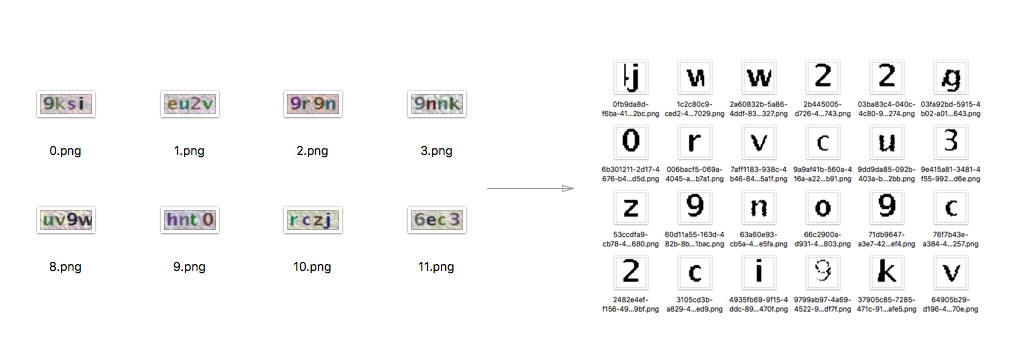 9ksi eu2v 9r9n 9nnk
0.png 1.png 2.png 3.png
uv9w hnt0 rczj 6ec3
8.png 9.png 10.png 11.png
j w w 2 2 g
0fb9da8d-f6ba-41...2bc.png 1c2c80c9-ced2-4...7029.png 2a60832b-5a86-4ddf-83...327.png 2b445005-d726-4...743.png 03ba83c4-040c-4c80-9...274.png 03fa92bd-5915-4b02-a01...643.png
0 r v c u 3
6b301211-2d17-4676-b4...d5d.png 006bacf5-069a-4045-a...b7a1.png 7aff1183-938c-4b46-84...5a1f.png 9a9af41b-560a-416a-a22...b91.png 9dd9da85-092b-403a-b...2bb.png 9e415a81-3481-4f55-992...d6e.png
z 9 n o 9 c
53ccdfa9-cb78-4...680.png 60d11a55-163d-482b-8b...1bac.png 63a60e93-cb5a-4...e5fa.png 66c2900a-d931-4...803.png 71db9647-a3e7-42...ef4.png 76f7b43e-a384-4...257.png
2 c i 9 k v
2482e4ef-f156-49...9bf.png 3105cd3b-a829-4...ed9.png 4935fb69-9f15-4ddc-89...470f.png 9799ab97-4a69-4522-9...df7f.png 37905c85-7285-471c-91...afe5.png 64905b29-d196-4...70e.png